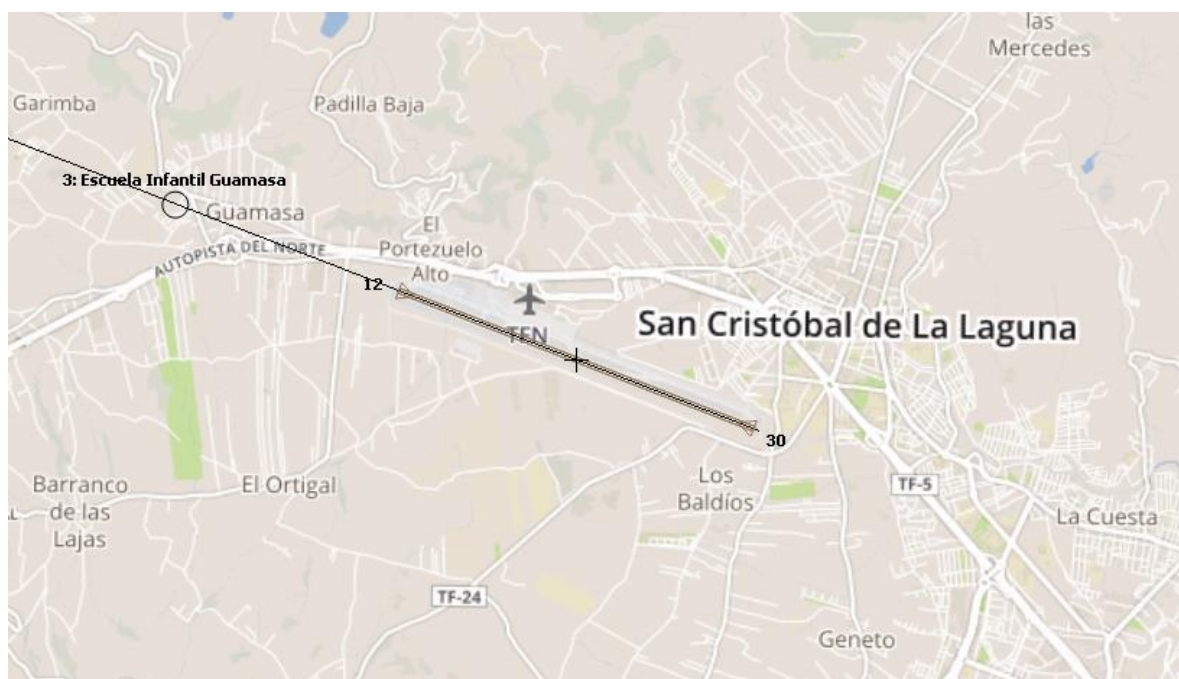 las
Mercedes
Garimba
Padilla Baja
3: Escuela Infantil Guamasa
Guamasa
El
Portezuelo
Alto
AUTOPISTA DEL NORTE
12
TFN
San Cristóbal de La Laguna
30
Los
Baldíos
TF-5
Barranco
de las
Lajas
El Ortigal
La Cuesta
TF-24
Geneto